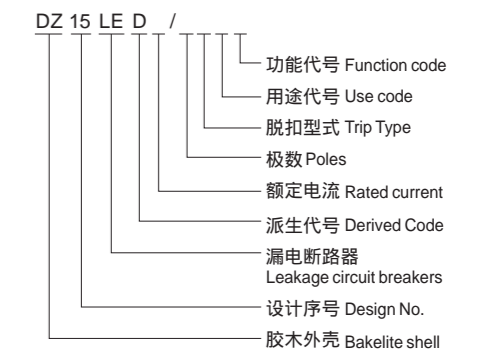 DZ 15 LE D /
功能代号 Function code
用途代号 Use code
脱扣型式 Trip Type
极数 Poles
额定电流 Rated current
派生代号 Derived Code
漏电断路器
Leakage circuit breakers
设计序号 Design No.
胶木外壳 Bakelite shell